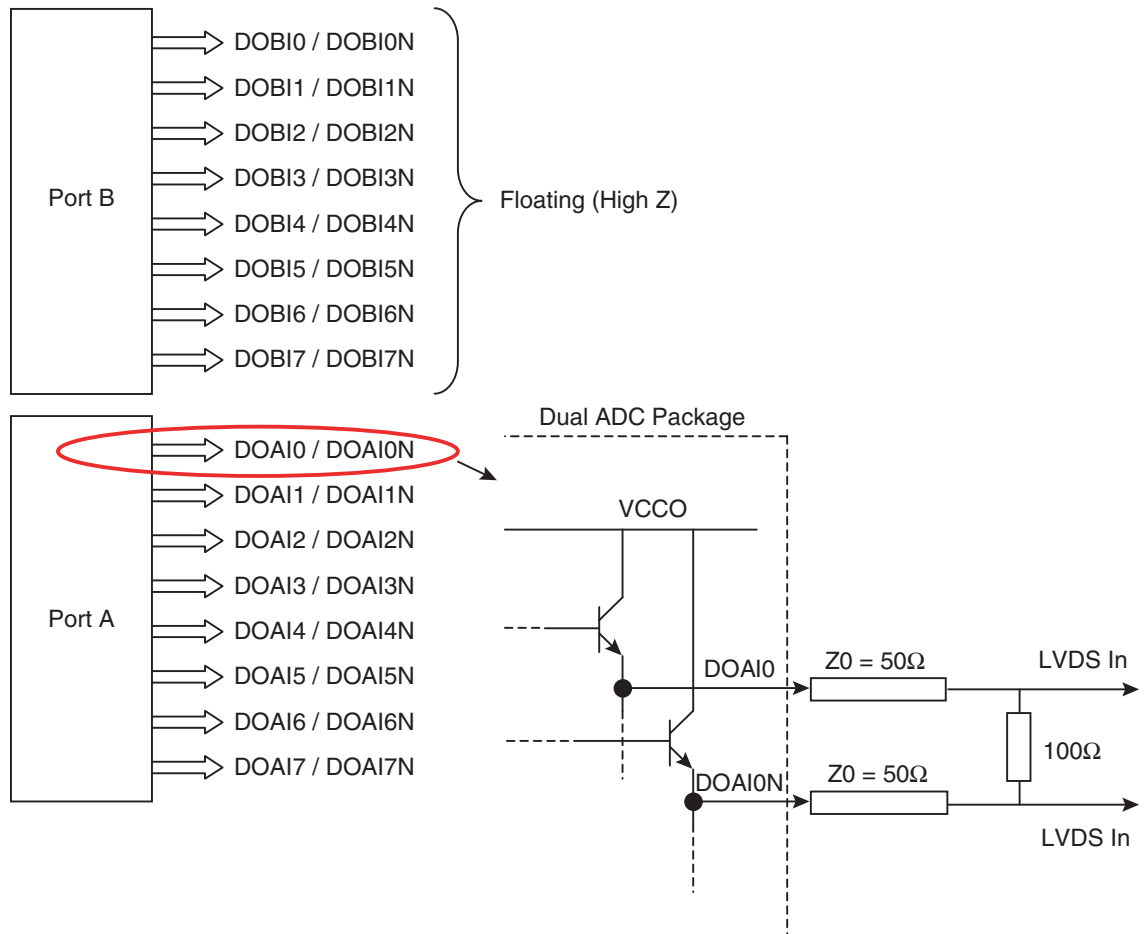 Port B
DOBI0 / DOBI0N
DOBI1 / DOBI1N
DOBI2 / DOBI2N
DOBI3 / DOBI3N
DOBI4 / DOBI4N
DOBI5 / DOBI5N
DOBI6 / DOBI6N
DOBI7 / DOBI7N
Floating (High Z)
Port A
DOAI0 / DOAI0N
DOAI1 / DOAI1N
DOAI2 / DOAI2N
DOAI3 / DOAI3N
DOAI4 / DOAI4N
DOAI5 / DOAI5N
DOAI6 / DOAI6N
DOAI7 / DOAI7N
Dual ADC Package
VCCO
DOAI0
Z0 = 50Ω
LVDS In
100Ω
DOAI0N
Z0 = 50Ω
LVDS In